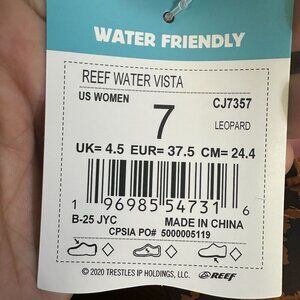 WATER FRIENDLY
REEF WATER VISTA
US WOMEN 7 CJ7357
LEOPARD
UK= 4.5 EUR= 37.5 CM= 24.4
1 96985 54731 6
B-25 JYC MADE IN CHINA
CPSIA PO# 5000005119
© 2020 TRESTLES IP HOLDINGS, LLC. REEF